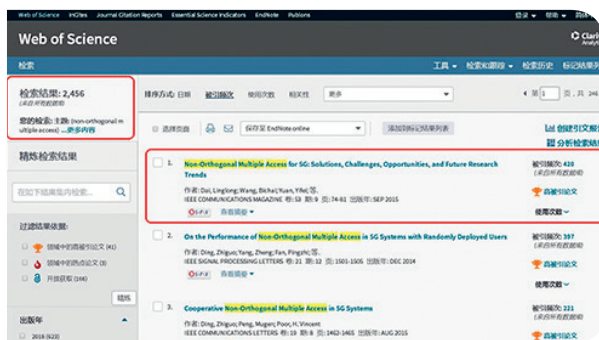 Web of Science InCites Journal Citation Reports Essential Science Indicators EndNote Publons 登录 帮助
Web of Science
Clari
Analyti
检索 工具 检索和跟踪 检索历史 标记结果列
检索结果: 2,456
(来自所有数据库)
您的检索: 主题: (non-orthogonal m
ultiple access) ...更多内容
排序方式: 日期 被引频次 使用次数 相关性 更多
第 1 页, 共 246
选择页面 保存至 EndNote online 添加到标记结果列表
创建引文报
分析检索结果
精炼检索结果
在如下结果集内检索...
过滤结果依据:
领域中的高被引论文 (41)
领域中的热点论文 (3)
开放获取 (166)
精炼
出版年
2018 (623)
1. Non-Orthogonal Multiple Access for 5G: Solutions, Challenges, Opportunities, and Future Research
Trends
作者: Dai, Linglong; Wang, Bichai; Yuan, Yifei; 等.
IEEE COMMUNICATIONS MAGAZINE 卷: 53 期: 9 页: 74-81 出版年: SEP 2015
查看摘要
被引频次: 420
(来自所有数据库)
高被引论文
使用次数
2. On the Performance of Non-Orthogonal Multiple Access in 5G Systems with Randomly Deployed Users
作者: Ding, Zhiguo; Yang, Zheng; Fan, Pingzhi; 等.
IEEE SIGNAL PROCESSING LETTERS 卷: 21 期: 12 页: 1501-1505 出版年: DEC 2014
查看摘要
被引频次: 397
(来自所有数据库)
高被引论文
使用次数
3. Cooperative Non-Orthogonal Multiple Access in 5G Systems
作者: Ding, Zhiguo; Peng, Mugen; Poor, H. Vincent
IEEE COMMUNICATIONS LETTERS 卷: 19 期: 8 页: 1462-1465 出版年: AUG 2015
被引频次: 221
(来自所有数据库)
高被引论文